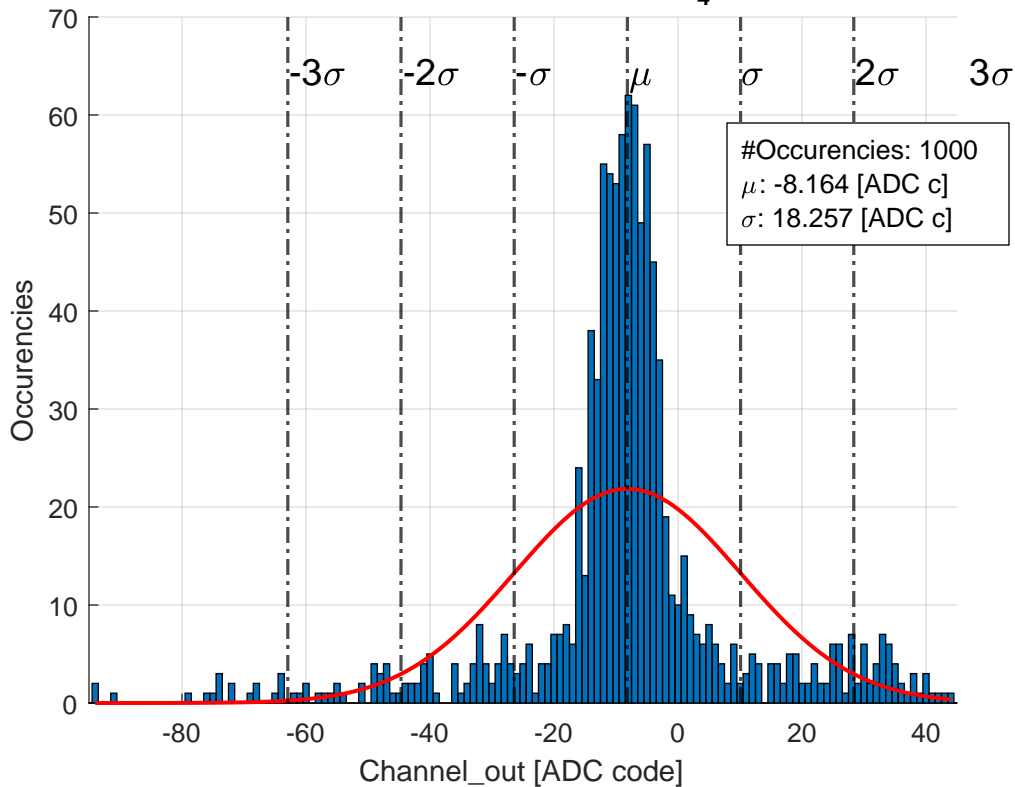 4
70
-3σ -2σ -σ μ σ 2σ 3σ
60
#Occurencies: 1000
μ: -8.164 [ADC c]
σ: 18.257 [ADC c]
50
40
30
20
10
0
Occurencies
-80 -60 -40 -20 0 20 40
Channel_out [ADC code]